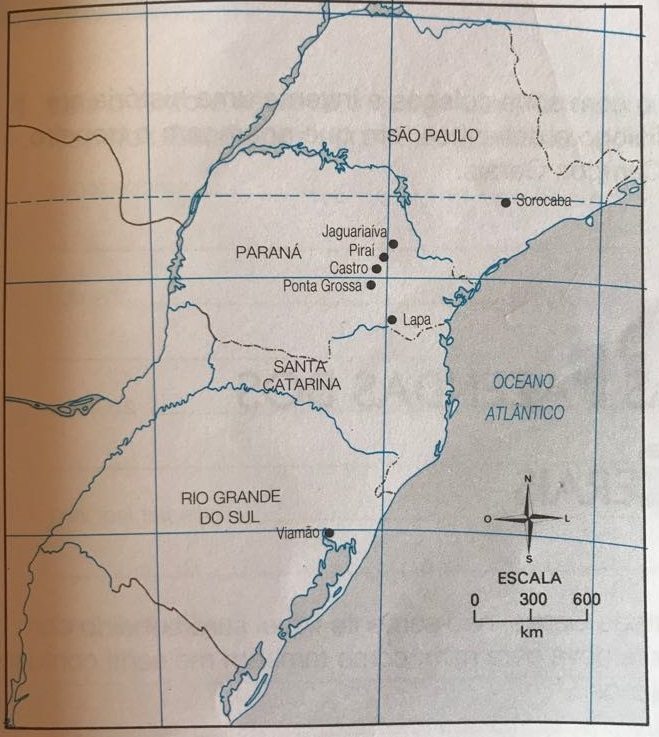 SÃO PAULO
Sorocaba
Jaguariaíva
PARANÁ
Piraí
Castro
Ponta Grossa
Lapa
SANTA
CATARINA
OCEANO
ATLÂNTICO
RIO GRANDE
DO SUL
Viamão
N
O
L
S
ESCALA
0 300 600
km